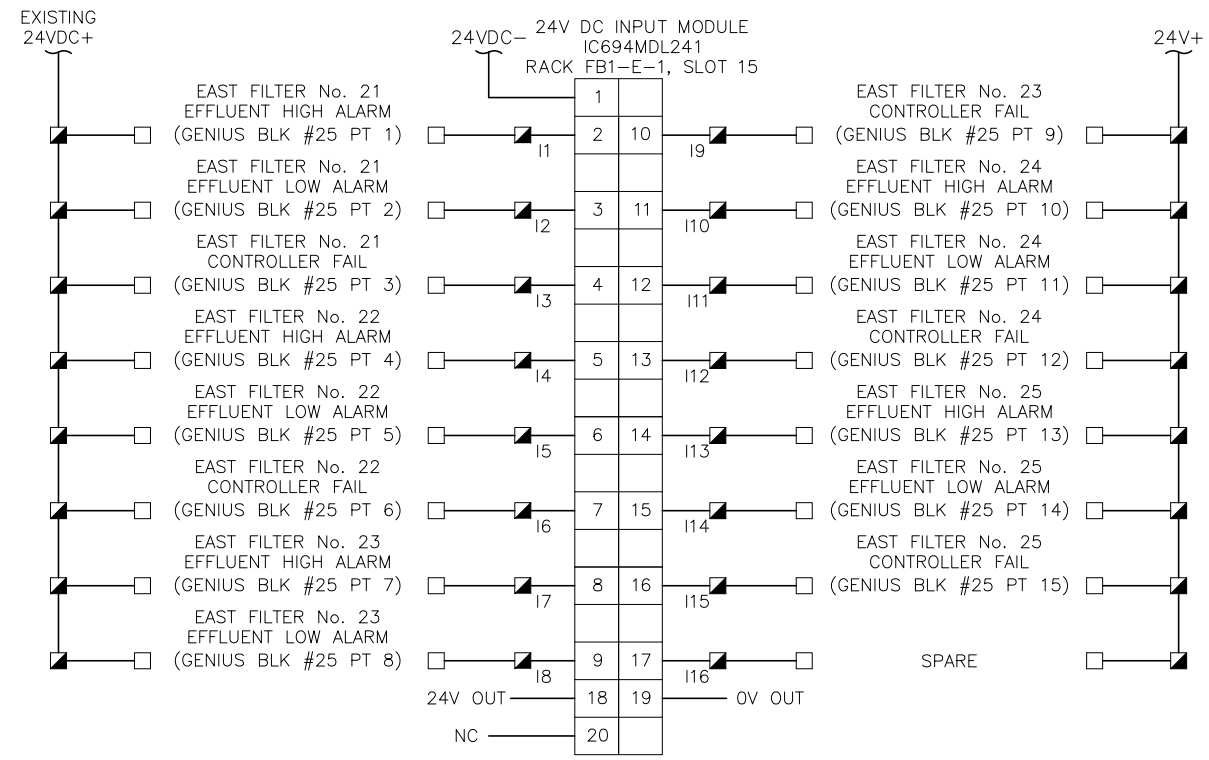 EXISTING
24VDC+
24VDC-
24V DC INPUT MODULE
IC694MDL241
RACK FB1-E-1, SLOT 15
24V+
1
EAST FILTER No. 21
EFFLUENT HIGH ALARM
(GENIUS BLK #25 PT 1)
I1
2
10
I9
EAST FILTER No. 23
CONTROLLER FAIL
(GENIUS BLK #25 PT 9)
EAST FILTER No. 21
EFFLUENT LOW ALARM
(GENIUS BLK #25 PT 2)
I2
3
11
I10
EAST FILTER No. 24
EFFLUENT HIGH ALARM
(GENIUS BLK #25 PT 10)
EAST FILTER No. 21
CONTROLLER FAIL
(GENIUS BLK #25 PT 3)
I3
4
12
I11
EAST FILTER No. 24
EFFLUENT LOW ALARM
(GENIUS BLK #25 PT 11)
EAST FILTER No. 22
EFFLUENT HIGH ALARM
(GENIUS BLK #25 PT 4)
I4
5
13
I12
EAST FILTER No. 24
CONTROLLER FAIL
(GENIUS BLK #25 PT 12)
EAST FILTER No. 22
EFFLUENT LOW ALARM
(GENIUS BLK #25 PT 5)
I5
6
14
I13
EAST FILTER No. 25
EFFLUENT HIGH ALARM
(GENIUS BLK #25 PT 13)
EAST FILTER No. 22
CONTROLLER FAIL
(GENIUS BLK #25 PT 6)
I6
7
15
I14
EAST FILTER No. 25
EFFLUENT LOW ALARM
(GENIUS BLK #25 PT 14)
EAST FILTER No. 23
EFFLUENT HIGH ALARM
(GENIUS BLK #25 PT 7)
I7
8
16
I15
EAST FILTER No. 25
CONTROLLER FAIL
(GENIUS BLK #25 PT 15)
EAST FILTER No. 23
EFFLUENT LOW ALARM
(GENIUS BLK #25 PT 8)
I8
9
17
I16
SPARE
24V OUT
18
19
0V OUT
NC
20